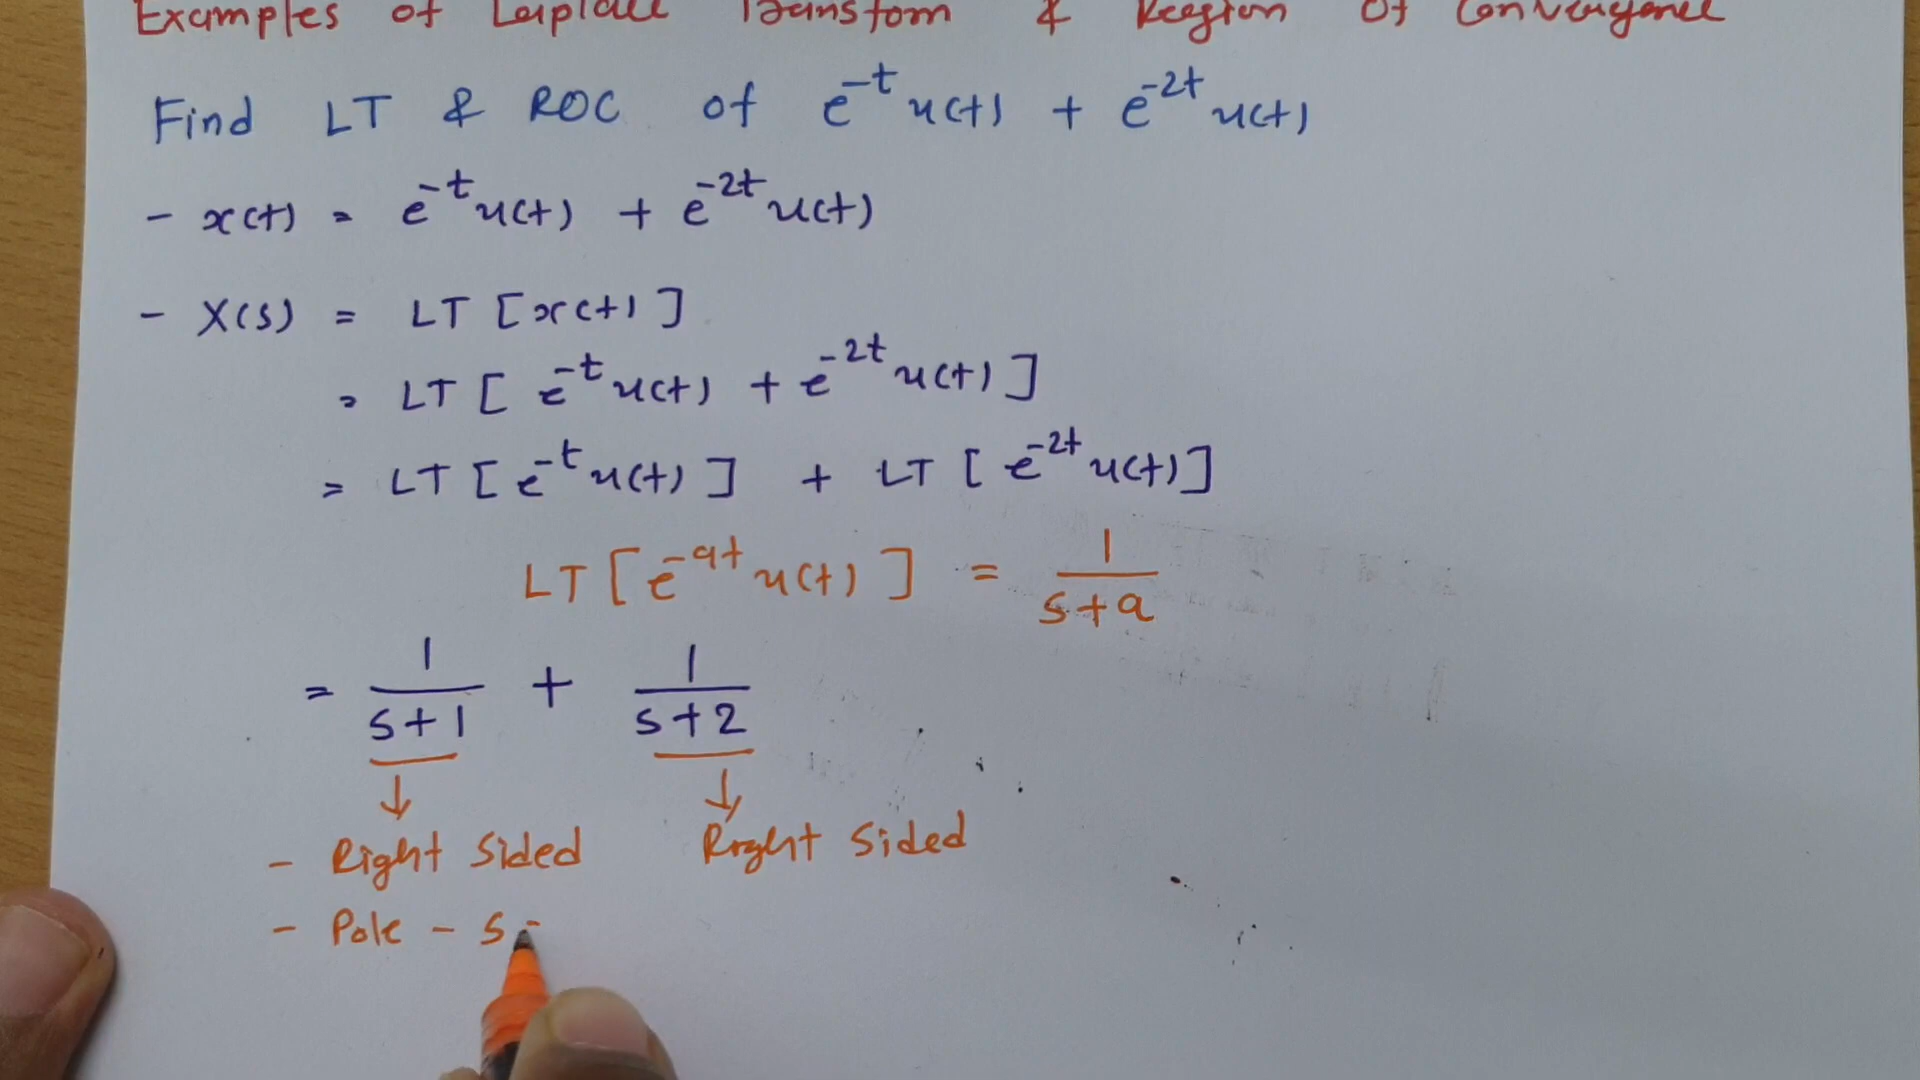 Examples of Laplace Transform & Region Of Convergence
Find LT & ROC of e^-t u(t) + e^-2t u(t)
- x(t) = e^-t u(t) + e^-2t u(t)
- X(s) = LT [x(t)]
= LT [ e^-t u(t) + e^-2t u(t) ]
= LT [ e^-t u(t) ] + LT [ e^-2t u(t) ]
LT [ e^-at u(t) ] = 1/(s+a)
= 1/(s+1) + 1/(s+2)
↓ ↓
- Right Sided Right Sided
- Pole - S